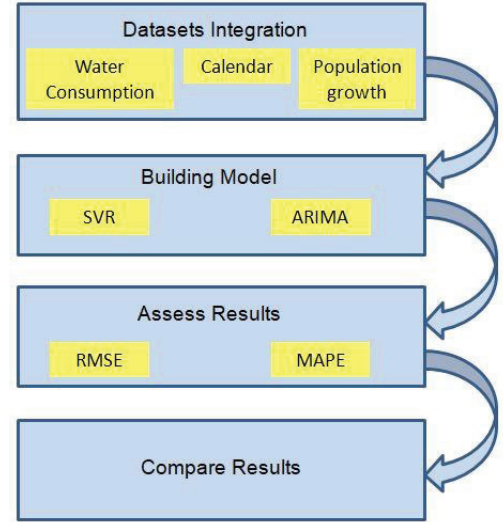 Datasets Integration
Water
Consumption
Calendar
Population
growth
Building Model
SVR
ARIMA
Assess Results
RMSE
MAPE
Compare Results